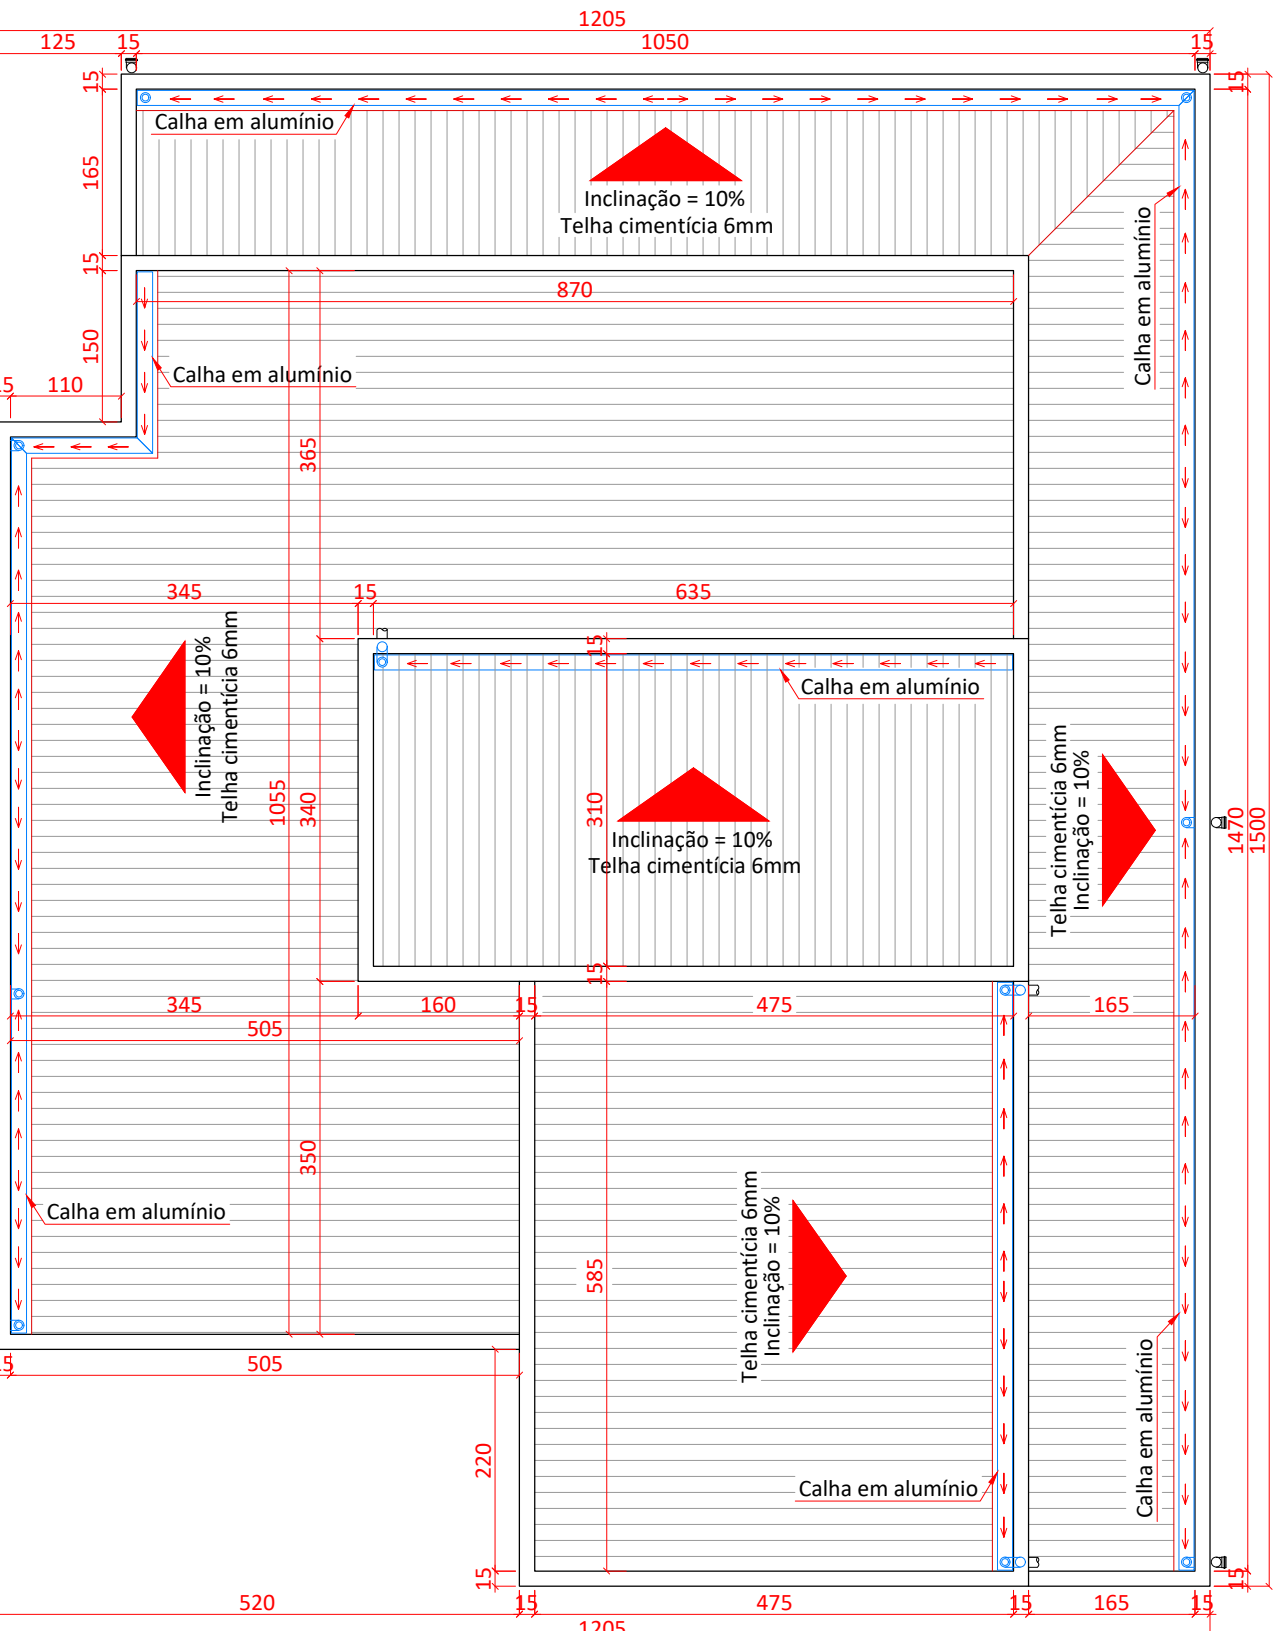 1205
125
15
1050
15
15
15
Calha em alumínio
165
Inclinação = 10%
Telha cimentícia 6mm
Calha em alumínio
15
870
150
Calha em alumínio
110
365
345
15
635
15
Inclinação = 10%
Telha cimentícia 6mm
Calha em alumínio
1055
340
310
Inclinação = 10%
Telha cimentícia 6mm
Telha cimentícia 6mm
Inclinação = 10%
1470
1500
15
345
160
15
475
165
505
350
Calha em alumínio
Telha cimentícia 6mm
Inclinação = 10%
585
Calha em alumínio
505
220
Calha em alumínio
15
15
520
15
475
15
165
15
1205